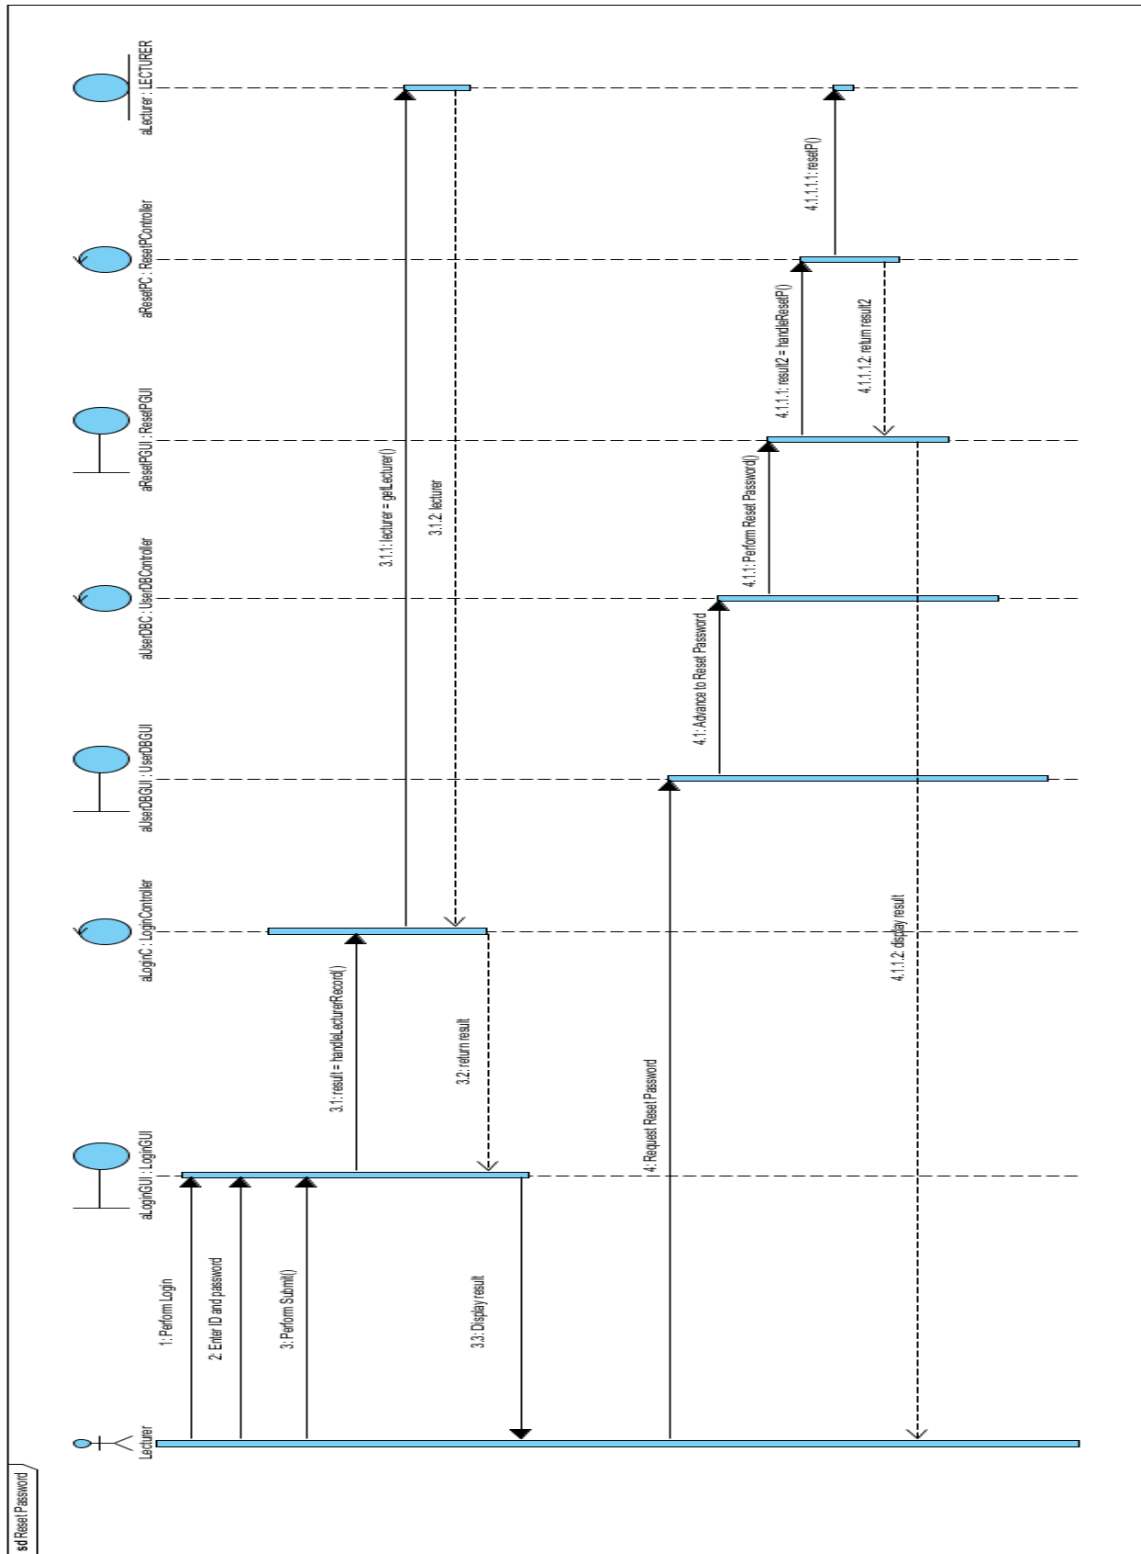 sd Reset Password
Lecturer
aLoginGUI : LoginGUI
aLoginC : LoginController
aUserDBGUI : UserDBGUI
aUserDBC : UserDBController
aResetPGUI : ResetPGUI
aResetPC : ResetPController
aLecturer : LECTURER
1: Perform Login
2: Enter ID and password
3: Perform Submit()
3.1: result = handleLecturerRecord()
3.1.1: lecturer = getLecturer()
3.1.2: lecturer
3.2: return result
3.3: Display result
4: Request Reset Password
4.1: Advance to Reset Password
4.1.1: Perform Reset Password()
4.1.1.1: result2 = handleResetP()
4.1.1.1.1: resetP()
4.1.1.1.2: return result2
4.1.1.2: display result